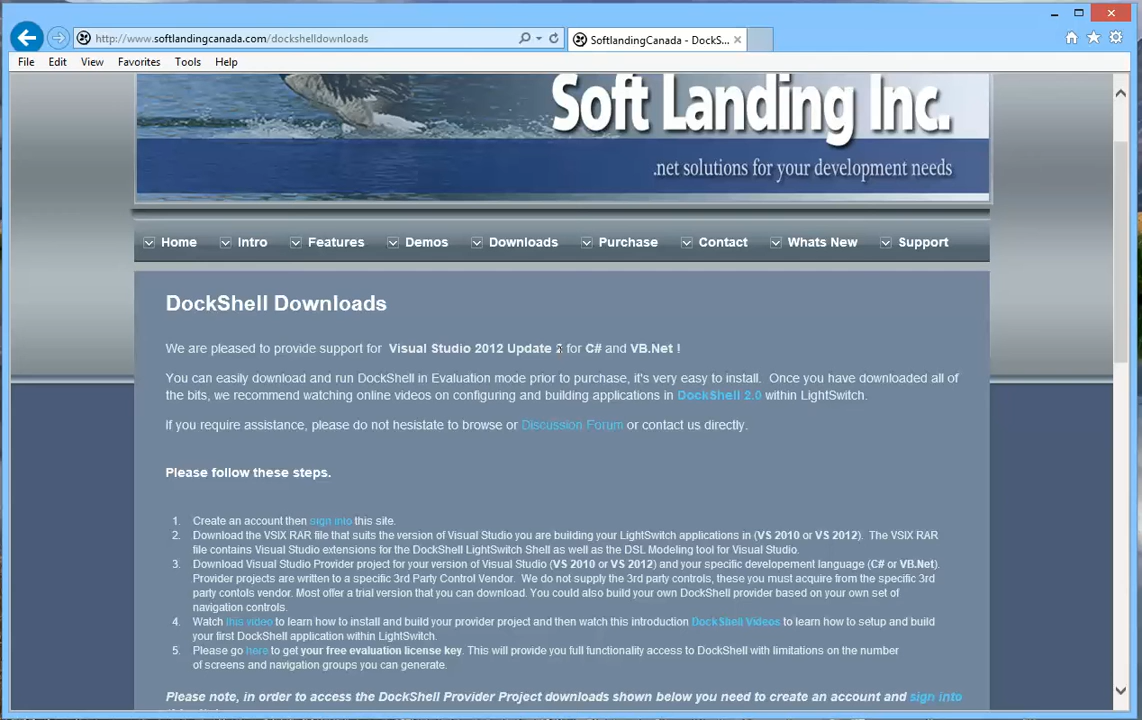 http://www.softlandingcanada.com/dockshelldownloads
SoftlandingCanada - DockS...
File Edit View Favorites Tools Help
Soft Landing Inc.
.net solutions for your development needs
Home Intro Features Demos Downloads Purchase Contact Whats New Support
DockShell Downloads
We are pleased to provide support for Visual Studio 2012 Update for C# and VB.Net !
You can easily download and run DockShell in Evaluation mode prior to purchase, it's very easy to install. Once you have downloaded all of
the bits, we recommend watching online videos on configuring and building applications in DockShell 2.0 within LightSwitch.
If you require assistance, please do not hesistate to browse or Discussion Forum or contact us directly.
Please follow these steps.
1. Create an account then sign into this site.
2. Download the VSIX RAR file that suits the version of Visual Studio you are building your LightSwitch applications in (VS 2010 or VS 2012). The VSIX RAR
file contains Visual Studio extensions for the DockShell LightSwitch Shell as well as the DSL Modeling tool for Visual Studio.
3. Download Visual Studio Provider project for your version of Visual Studio (VS 2010 or VS 2012) and your specific developement language (C# or VB.Net).
Provider projects are written to a specific 3rd Party Control Vendor. We do not supply the 3rd party controls, these you must acquire from the specific 3rd
party contols vendor. Most offer a trial version that you can download. You could also build your own DockShell provider based on your own set of
navigation controls.
4. Watch this video to learn how to install and build your provider project and then watch this introduction DockShell Videos to learn how to setup and build
your first DockShell application within LightSwitch.
5. Please go here to get your free evaluation license key. This will provide you full functionality access to DockShell with limitations on the number
of screens and navigation groups you can generate.
Please note, in order to access the DockShell Provider Project downloads shown below you need to create an account and sign into